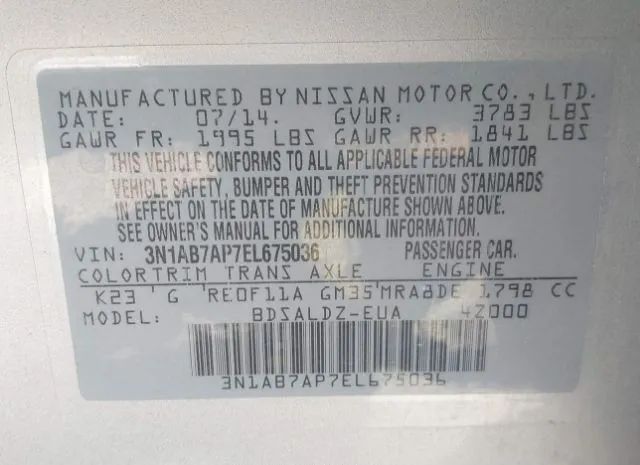 MANUFACTURED BY NISSAN MOTOR CO., LTD.
DATE: 07/14. GVWR: 3783 LBS
GAWR FR: 1995 LBS GAWR RR: 1841 LBS
THIS VEHICLE CONFORMS TO ALL APPLICABLE FEDERAL MOTOR
VEHICLE SAFETY, BUMPER AND THEFT PREVENTION STANDARDS
IN EFFECT ON THE DATE OF MANUFACTURE SHOWN ABOVE.
SEE OWNER'S MANUAL FOR ADDITIONAL INFORMATION.
VIN: 3N1AB7AP7EL675036 PASSENGER CAR.
COLOR TRIM TRANS AXLE ENGINE
K23 G RE0F11A GM35 MRA8DE 1798 CC
MODEL BDSALDZ-EUA 4Z000
3N1AB7AP7EL675036